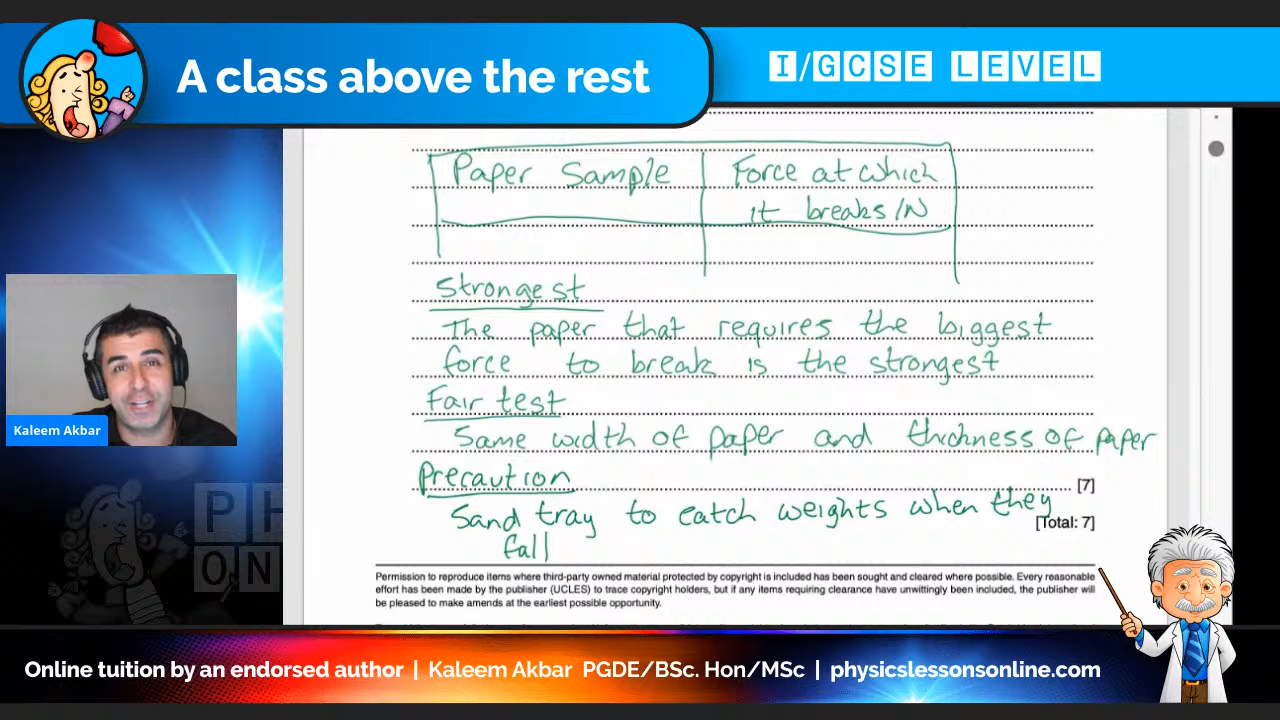 A class above the rest
I/GCSE LEVEL
Paper Sample
Force at which
it breaks/N
Strongest
The paper that requires the biggest
force to break is the strongest
Fair test
Same width of paper and thickness of paper
Precaution
[7]
Sand tray to catch weights when they
[Total: 7]
fall
Permission to reproduce items where third-party owned material protected by copyright is included has been sought and cleared where possible. Every reasonable
effort has been made by the publisher (UCLES) to trace copyright holders, but if any items requiring clearance have unwittingly been included, the publisher will
be pleased to make amends at the earliest possible opportunity.
Kaleem Akbar
PH
ON
Online tuition by an endorsed author | Kaleem Akbar PGDE/BSc. Hon/MSc | physicslessonsonline.com